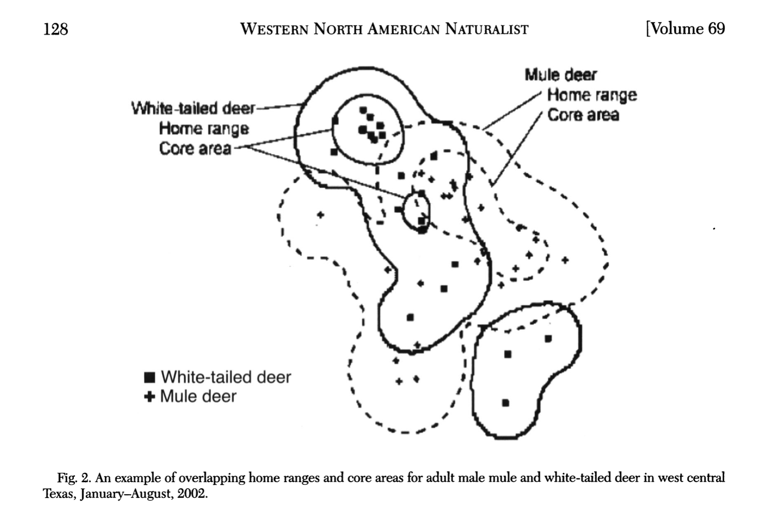 128
WESTERN NORTH AMERICAN NATURALIST
[Volume 69
Mule deer
Home range
Core area
White-tailed deer
Home range
Core area
White-tailed deer
Mule deer
Fig. 2. An example of overlapping home ranges and core areas for adult male mule and white-tailed deer in west central
Texas, January–August, 2002.